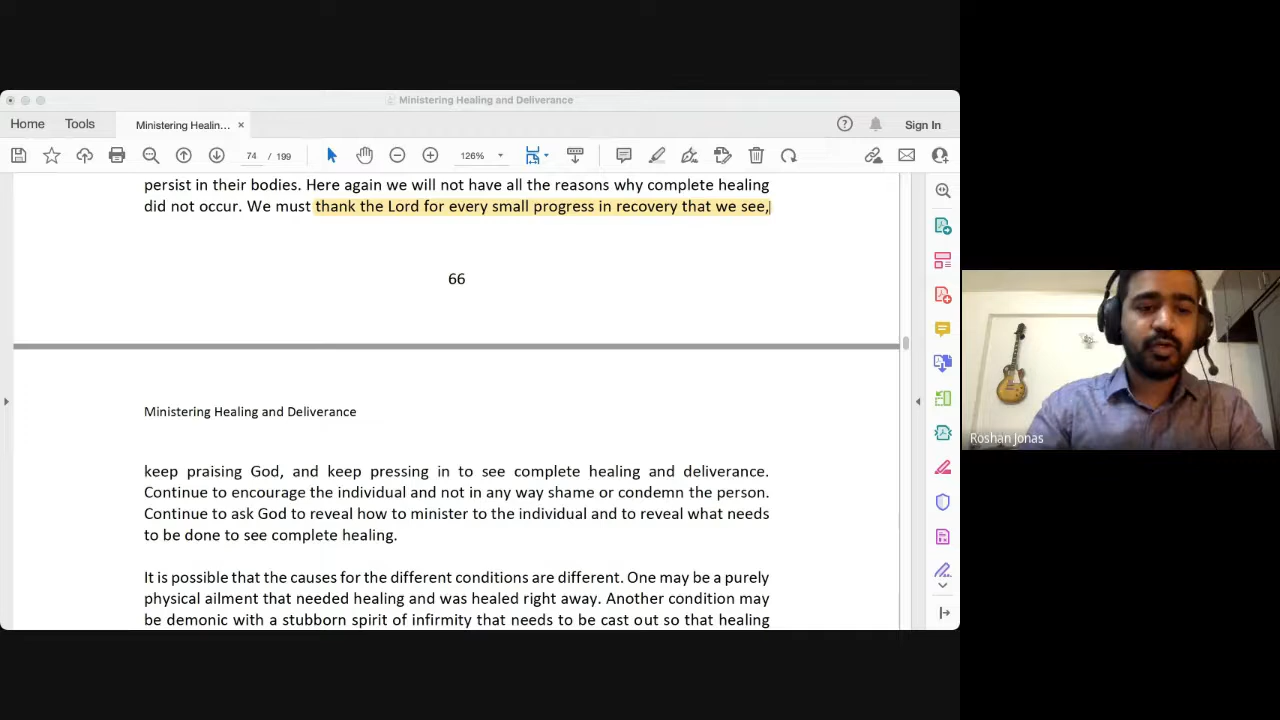 Ministering Healing and Deliverance
Home Tools Ministering Healin... × Sign In
74 / 199 126%
persist in their bodies. Here again we will not have all the reasons why complete healing
did not occur. We must thank the Lord for every small progress in recovery that we see,
66
Ministering Healing and Deliverance
keep praising God, and keep pressing in to see complete healing and deliverance.
Continue to encourage the individual and not in any way shame or condemn the person.
Continue to ask God to reveal how to minister to the individual and to reveal what needs
to be done to see complete healing.
It is possible that the causes for the different conditions are different. One may be a purely
physical ailment that needed healing and was healed right away. Another condition may
be demonic with a stubborn spirit of infirmity that needs to be cast out so that healing
Roshan Jonas